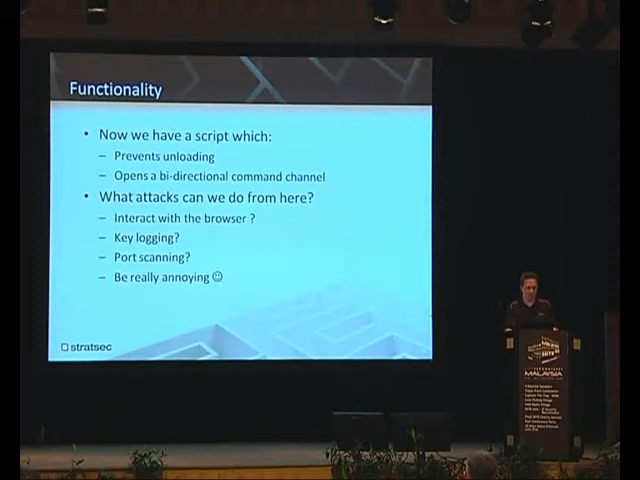 Functionality
• Now we have a script which:
– Prevents unloading
– Opens a bi-directional command channel
• What attacks can we do from here?
– Interact with the browser ?
– Key logging?
– Port scanning?
– Be really annoying ☺
stratsec
MALAYSIA